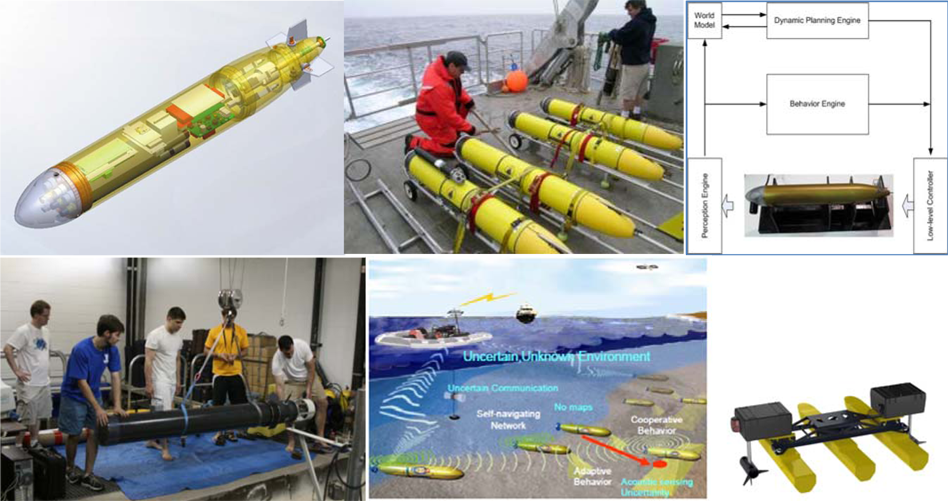 World
Model
Dynamic Planning Engine
Behavior Engine
Perception Engine
Low-level Controller
Uncertain,Unknown Environment
Uncertain Communication
No maps
Self-navigating
Network
Cooperative
Behavior
Adaptive
Behavior
Acoustic Sensing
Uncertainty